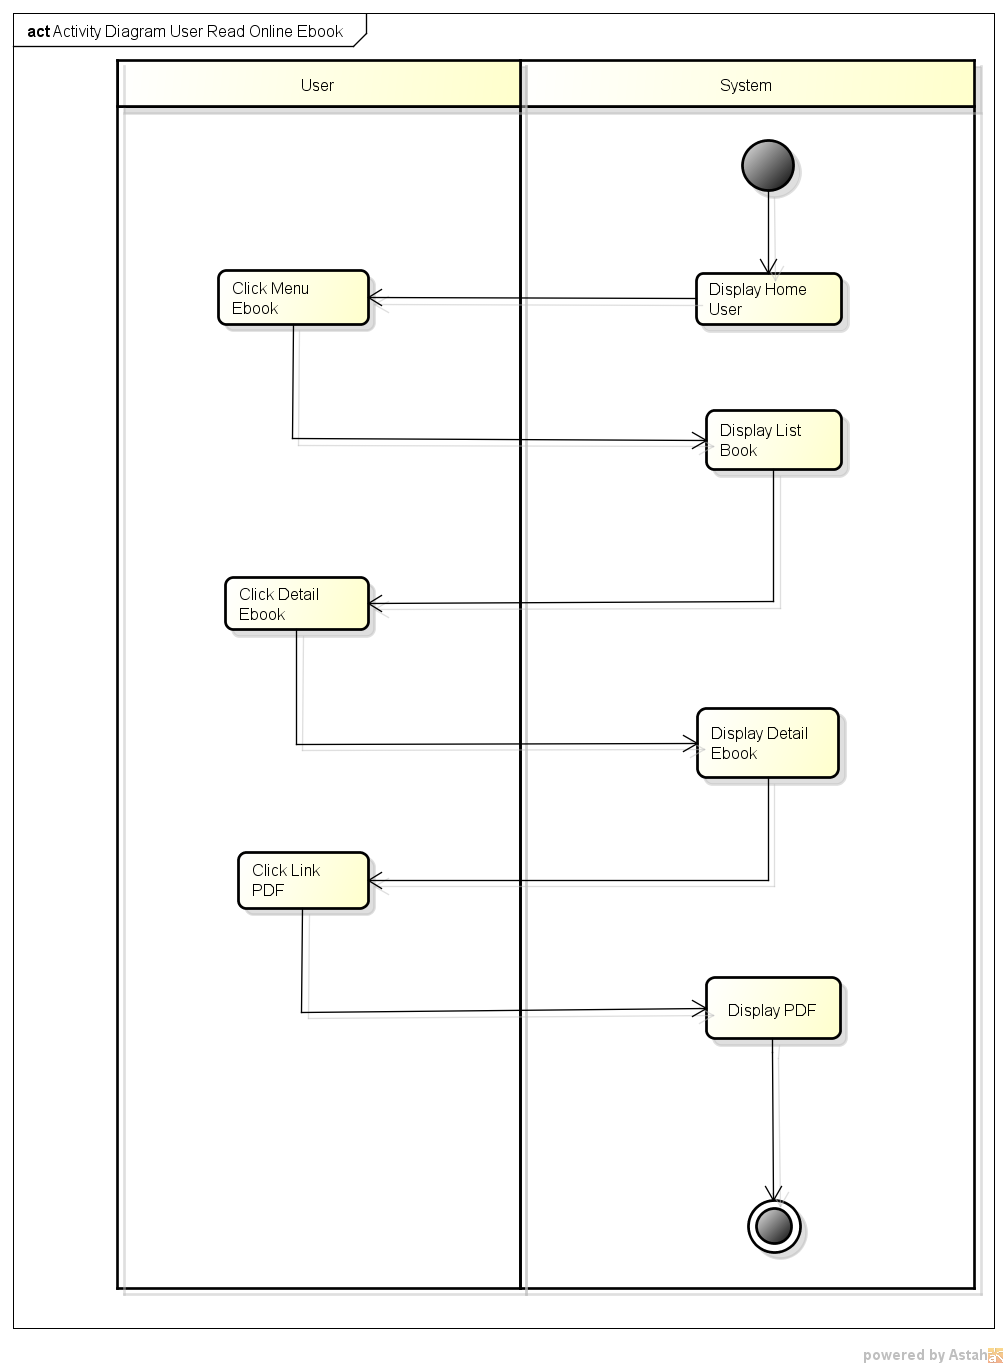 act Activity Diagram User Read Online Ebook
User
System
Display Home
User
Click Menu
Ebook
Display List
Book
Click Detail
Ebook
Display Detail
Ebook
Click Link
PDF
Display PDF
powered by Astah